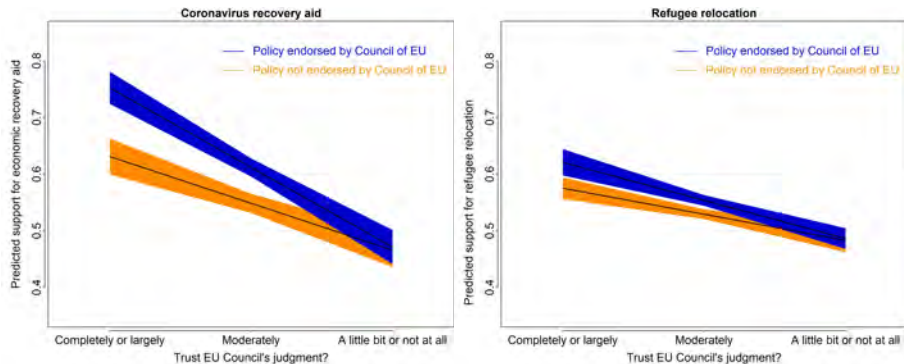 Coronavirus recovery aid
Predicted support for economic recovery aid
0.8
0.7
0.6
0.5
0.4
Policy endorsed by Council of EU
Policy not endorsed by Council of EU
Completely or largely
Moderately
A little bit or not at all
Trust EU Council's judgment?
Refugee relocation
Predicted support for refugee relocation
0.8
0.7
0.6
0.5
0.4
Policy endorsed by Council of EU
Policy not endorsed by Council of EU
Completely or largely
Moderately
A little bit or not at all
Trust EU Council's judgment?